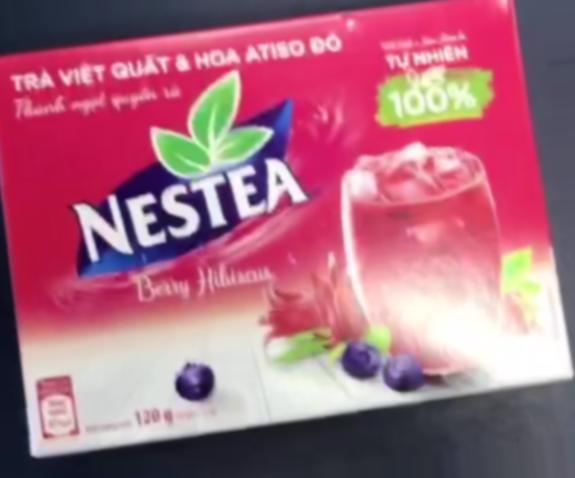 TRÀ VIỆT QUẤT & HOA ATISO ĐỎ
Thanh ngọt quyến rũ
TỰ NHIÊN
100%
NESTEA
Berry Hibiscus
120 g